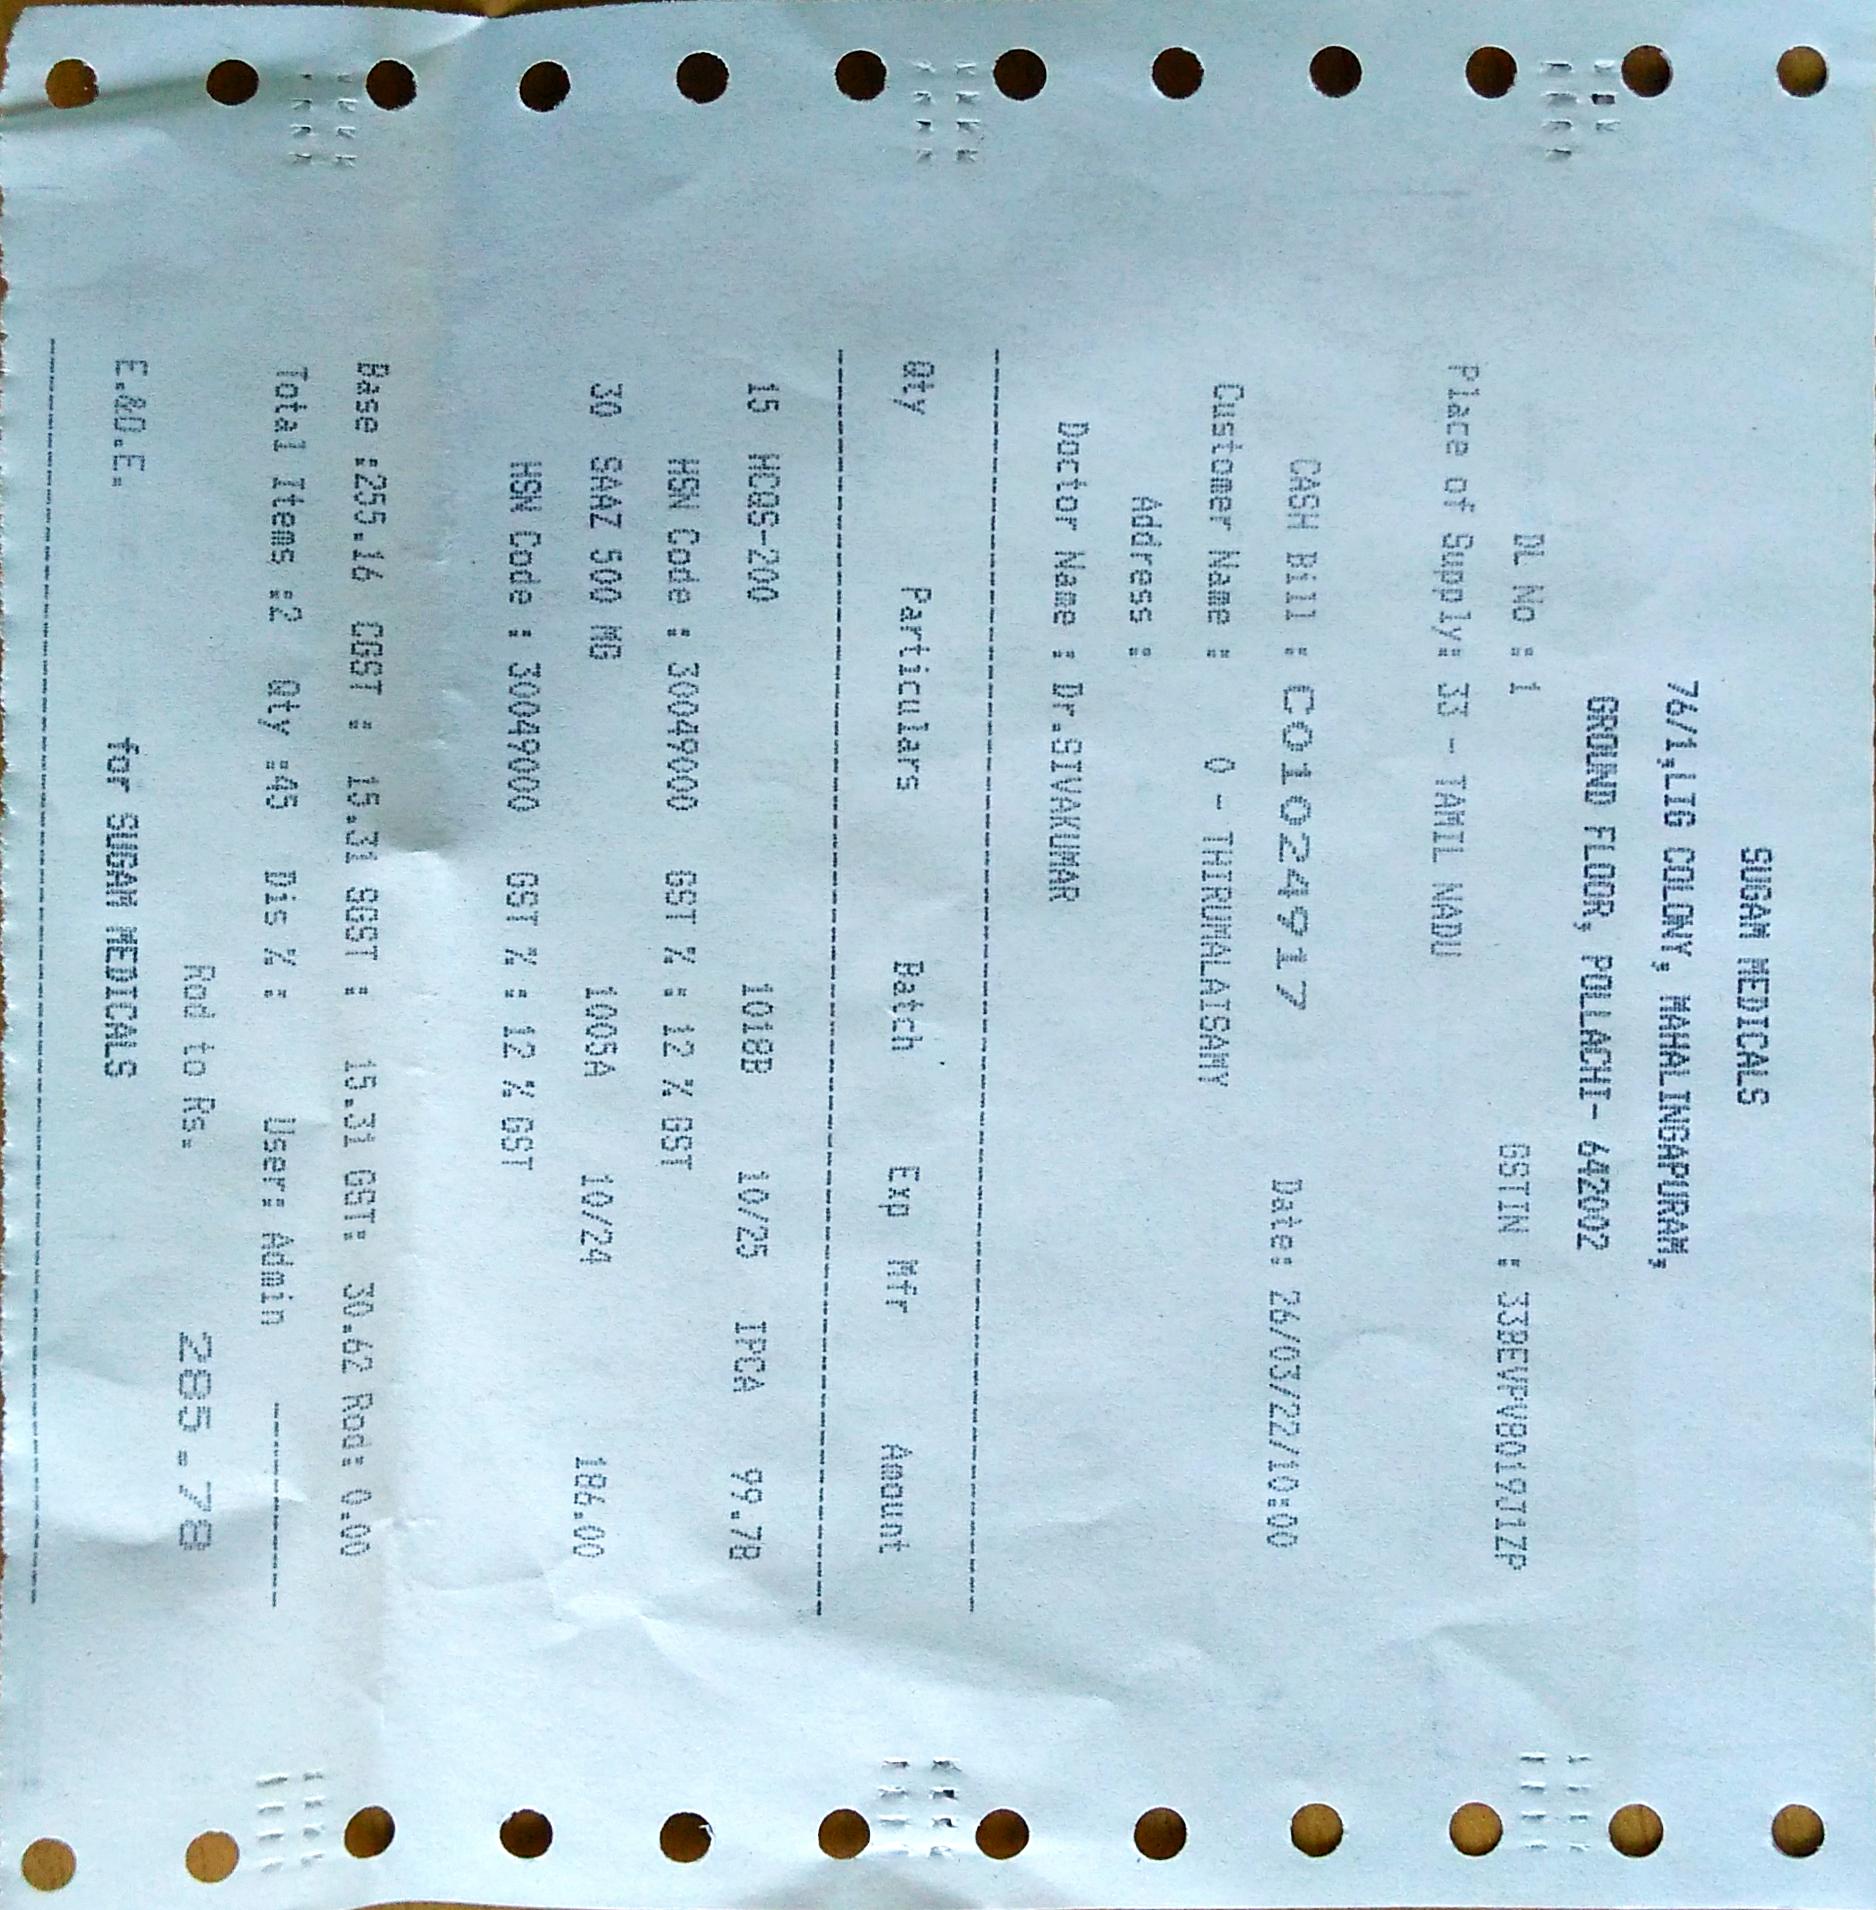 SUGAM MEDICALS
76/1,LIG COLONY, MAHALINGAPURAM,
GROUND FLOOR, POLLACHI- 642002
DL No : 1 GSTIN : 33BEVPV8019J1ZP
Place of Supply: 33 - TAMIL NADU
CASH Bill : C01024917 Date: 26/03/22/10:00
Customer Name : 0 - THIRUMALAISAMY
Address :
Doctor Name : Dr.SIVAKUMAR
Qty Particulars Batch Exp Mfr Amount
15 HCQS-200 1018B 10/25 IPCA 99.78
HSN Code : 30049000 GST % : 12 % GST
30 SAAZ 500 MG 1005A 10/24 186.00
HSN Code : 30049000 GST % : 12 % GST
Base :255.16 CGST : 15.31 SGST : 15.31 GST: 30.62 Rod: 0.00
Total Items :2 Qty :45 Dis % : User: Admin
Rod to Rs. 285.78
E.&O.E. for SUGAM MEDICALS